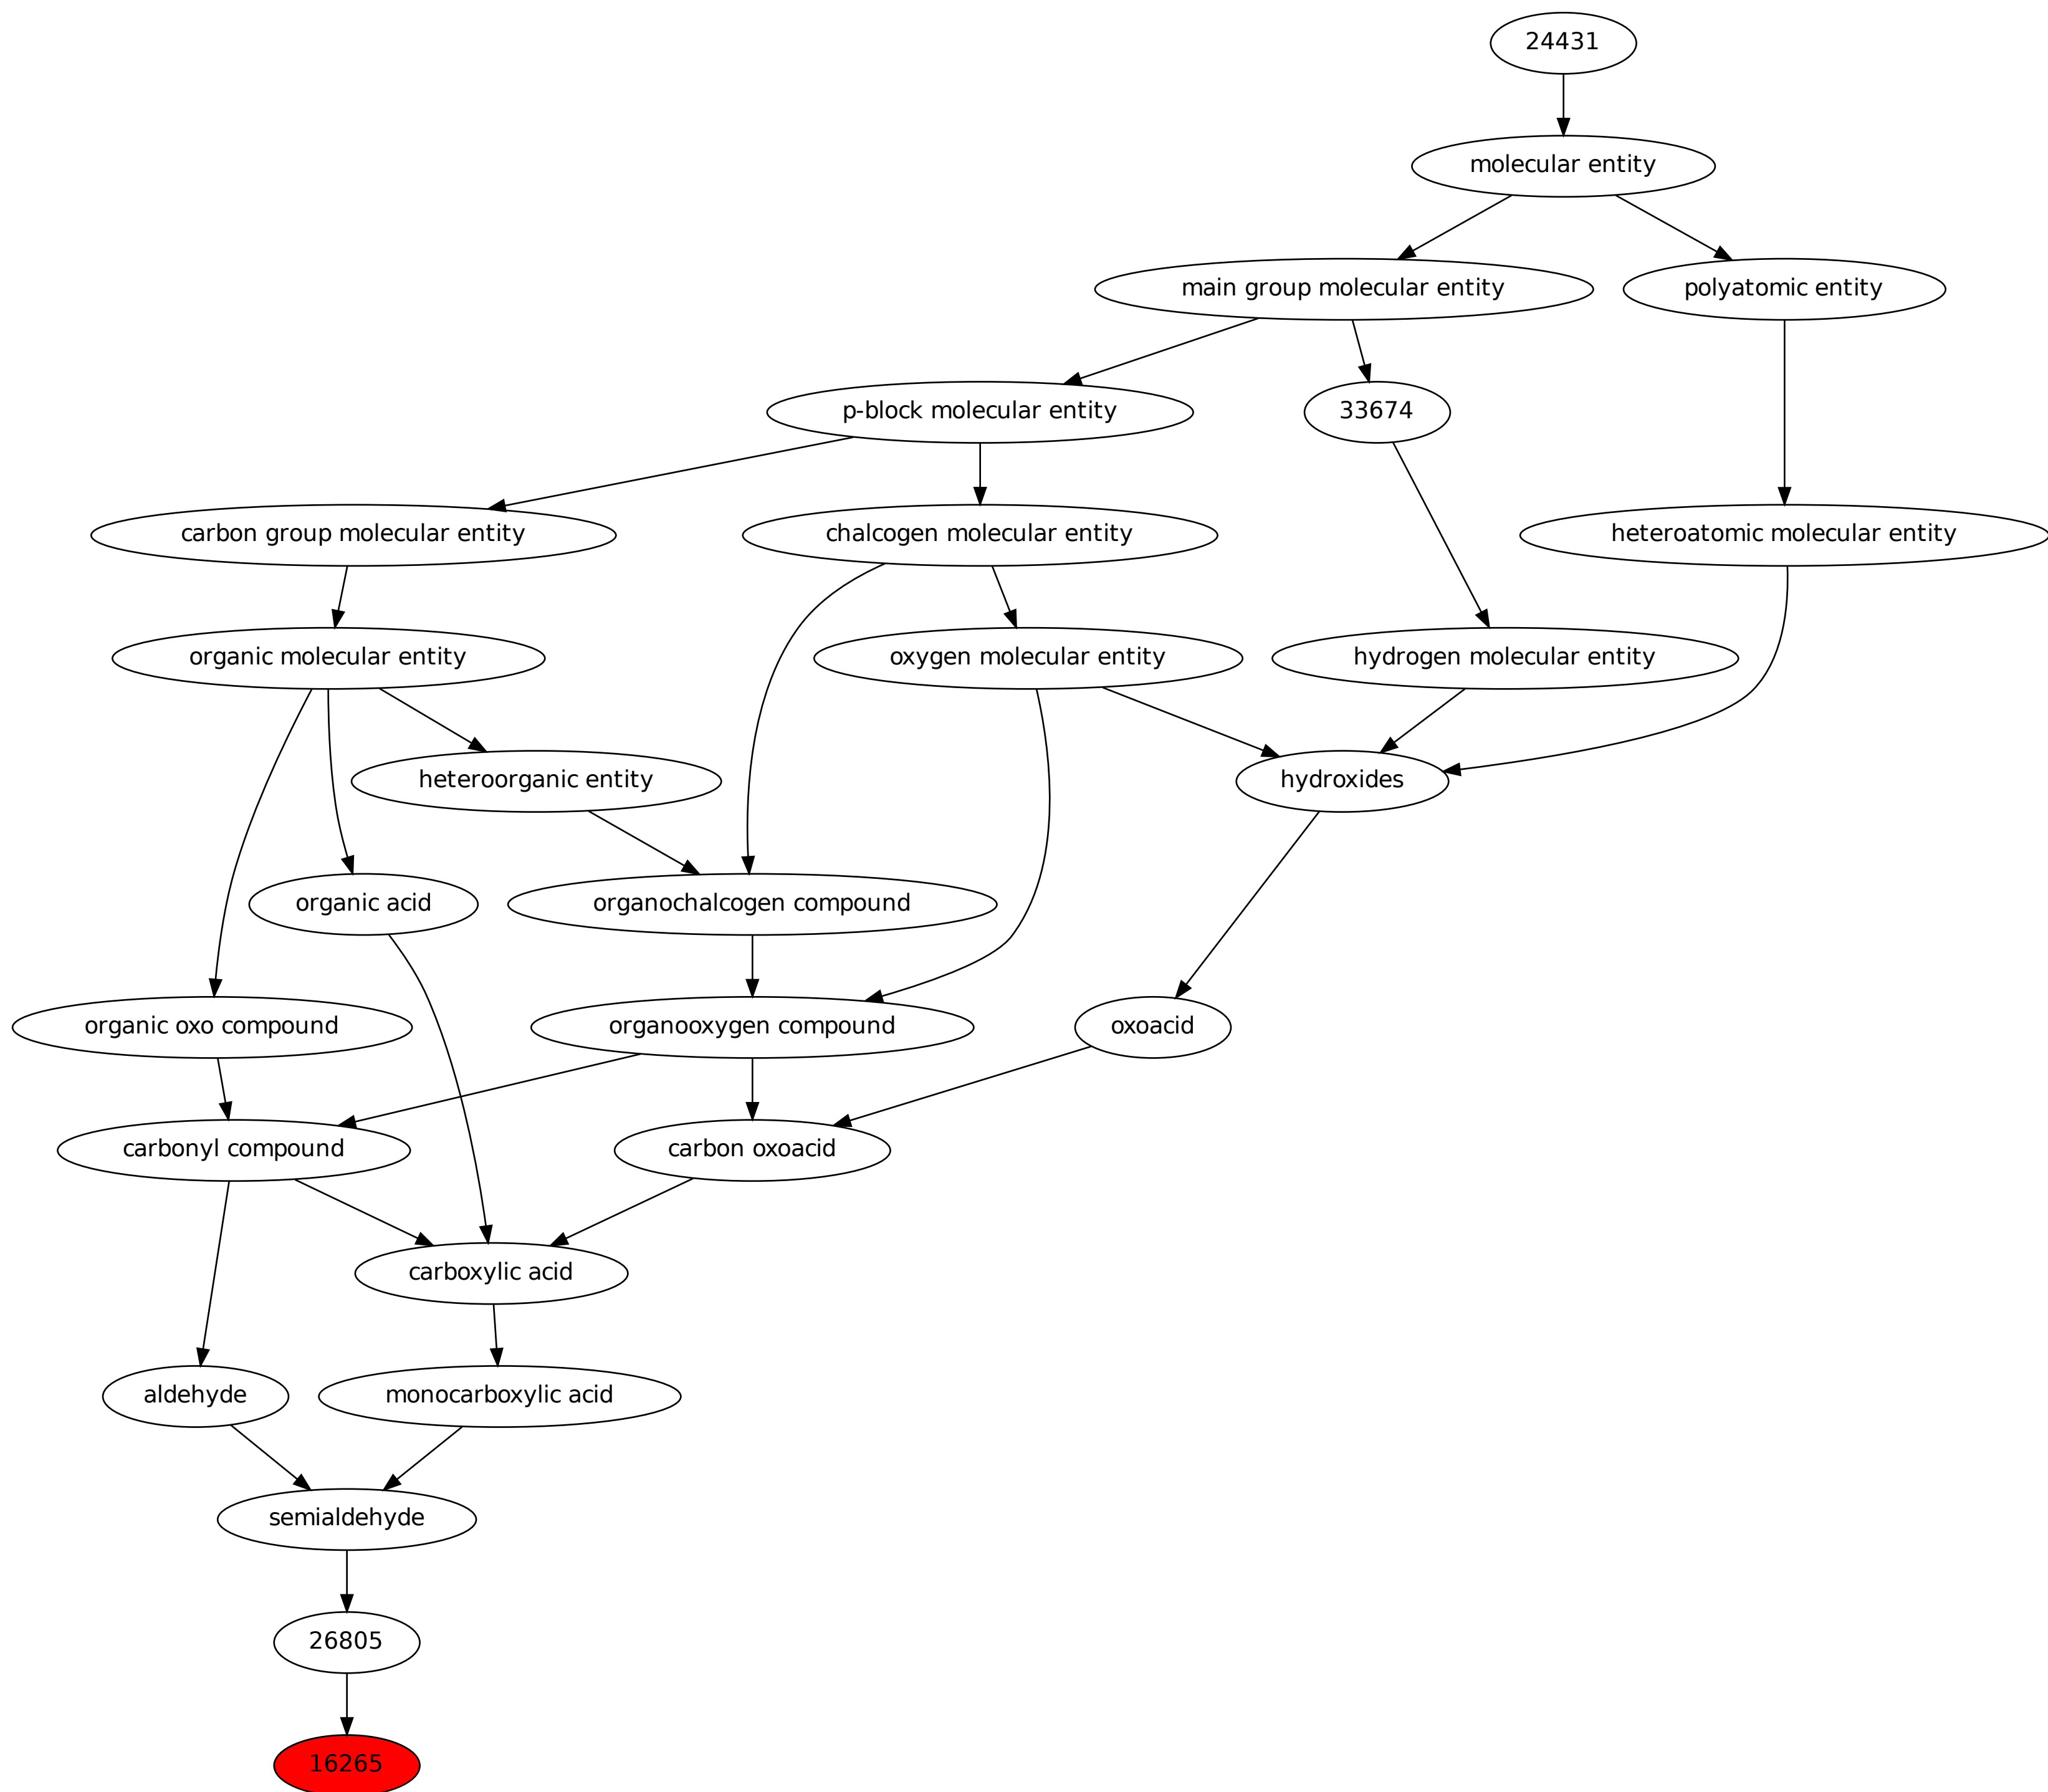 24431
molecular entity
main group molecular entity
polyatomic entity
p-block molecular entity
33674
carbon group molecular entity
chalcogen molecular entity
heteroatomic molecular entity
organic molecular entity
oxygen molecular entity
hydrogen molecular entity
heteroorganic entity
hydroxides
organic acid
organochalcogen compound
organic oxo compound
organooxygen compound
oxoacid
carbonyl compound
carbon oxoacid
carboxylic acid
aldehyde
monocarboxylic acid
semialdehyde
26805
16265